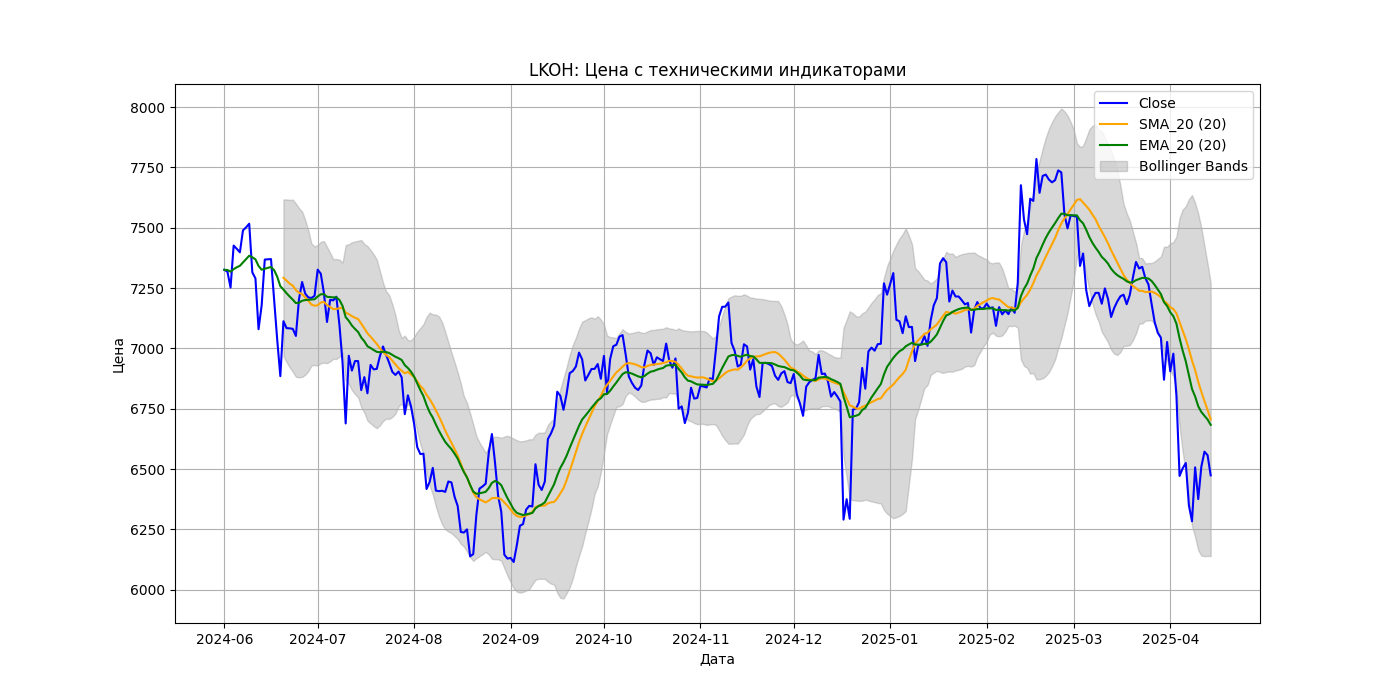 LKOH: Цена с техническими индикаторами
Close
SMA_20 (20)
EMA_20 (20)
Bollinger Bands
8000
7750
7500
7250
7000
6750
6500
6250
6000
Цена
2024-06 2024-07 2024-08 2024-09 2024-10 2024-11 2024-12 2025-01 2025-02 2025-03 2025-04
Дата